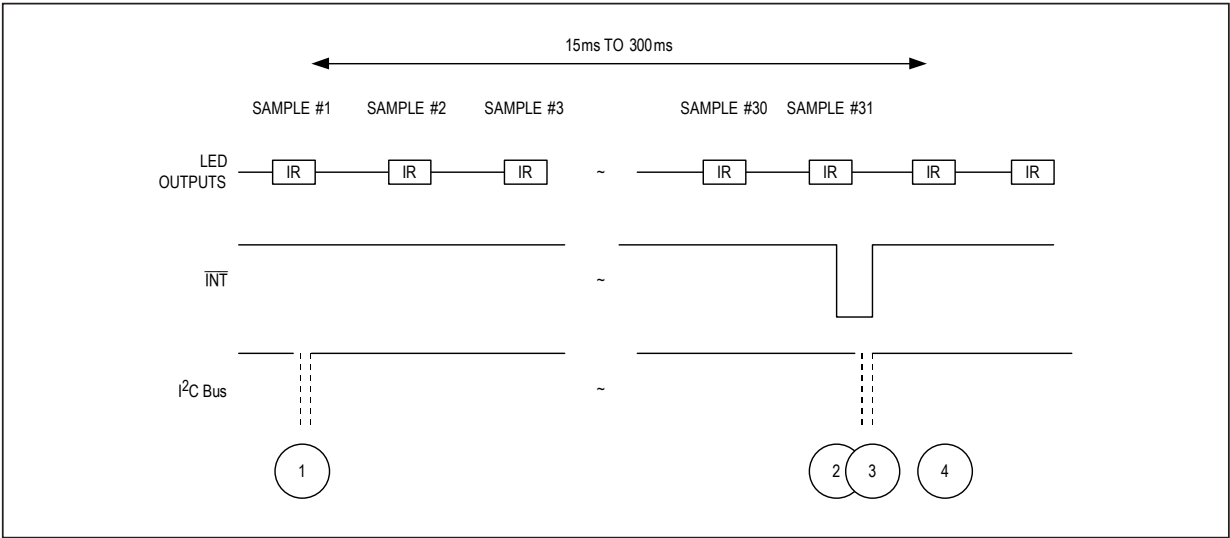 15ms TO 300ms
SAMPLE #1 SAMPLE #2 SAMPLE #3 SAMPLE #30 SAMPLE #31
LED
OUTPUTS
IR IR IR ~ IR IR IR IR
INT ~
I2C Bus ~
1 2 3 4